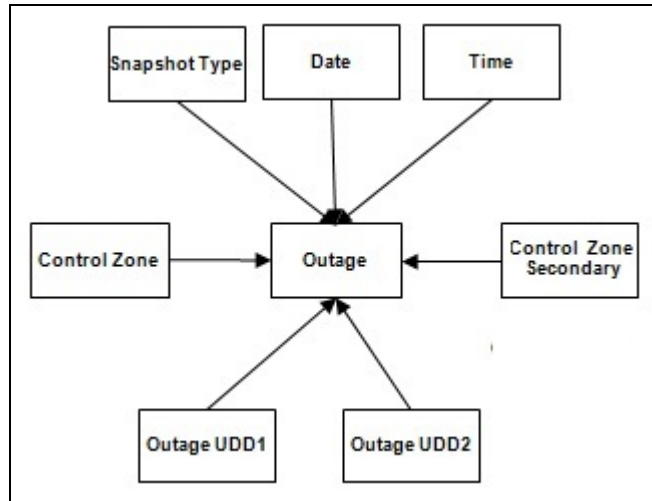 Snapshot Type
Date
Time
Control Zone
Outage
Control Zone
Secondary
Outage UDD1
Outage UDD2